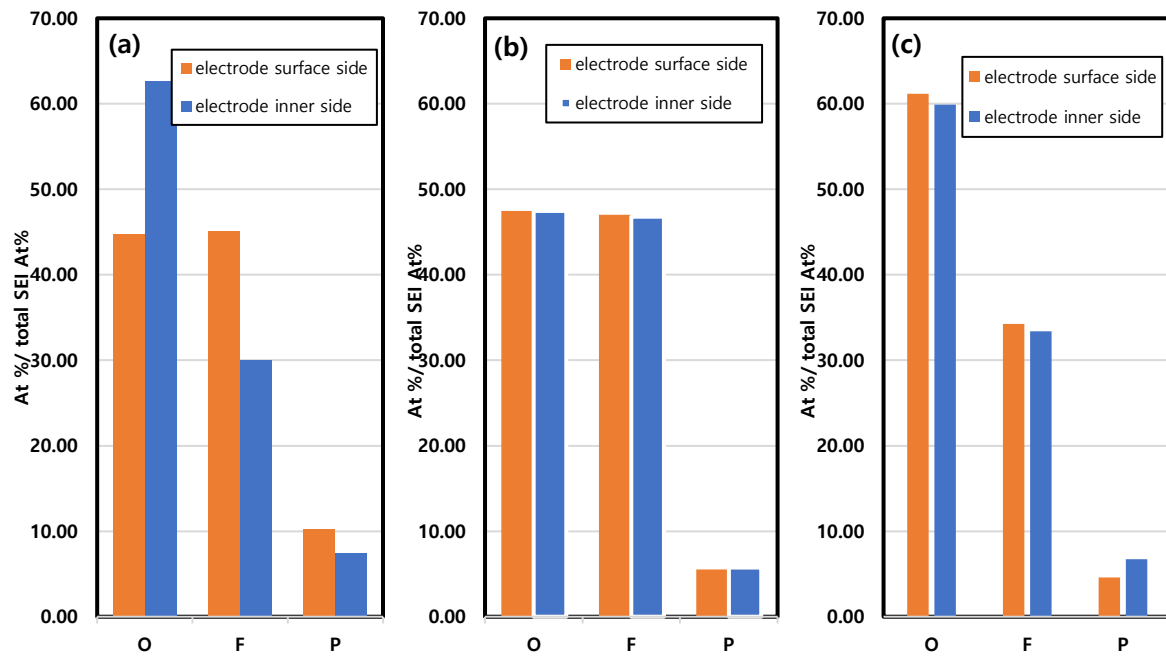 (a)
electrode surface side
electrode inner side
At %/ total SEI At%
70.00
60.00
50.00
40.00
30.00
20.00
10.00
0.00
O F P
(b)
electrode surface side
electrode inner side
At %/ total SEI At%
70.00
60.00
50.00
40.00
30.00
20.00
10.00
0.00
O F P
(c)
electrode surface side
electrode inner side
At %/ total SEI At%
70.00
60.00
50.00
40.00
30.00
20.00
10.00
0.00
O F P